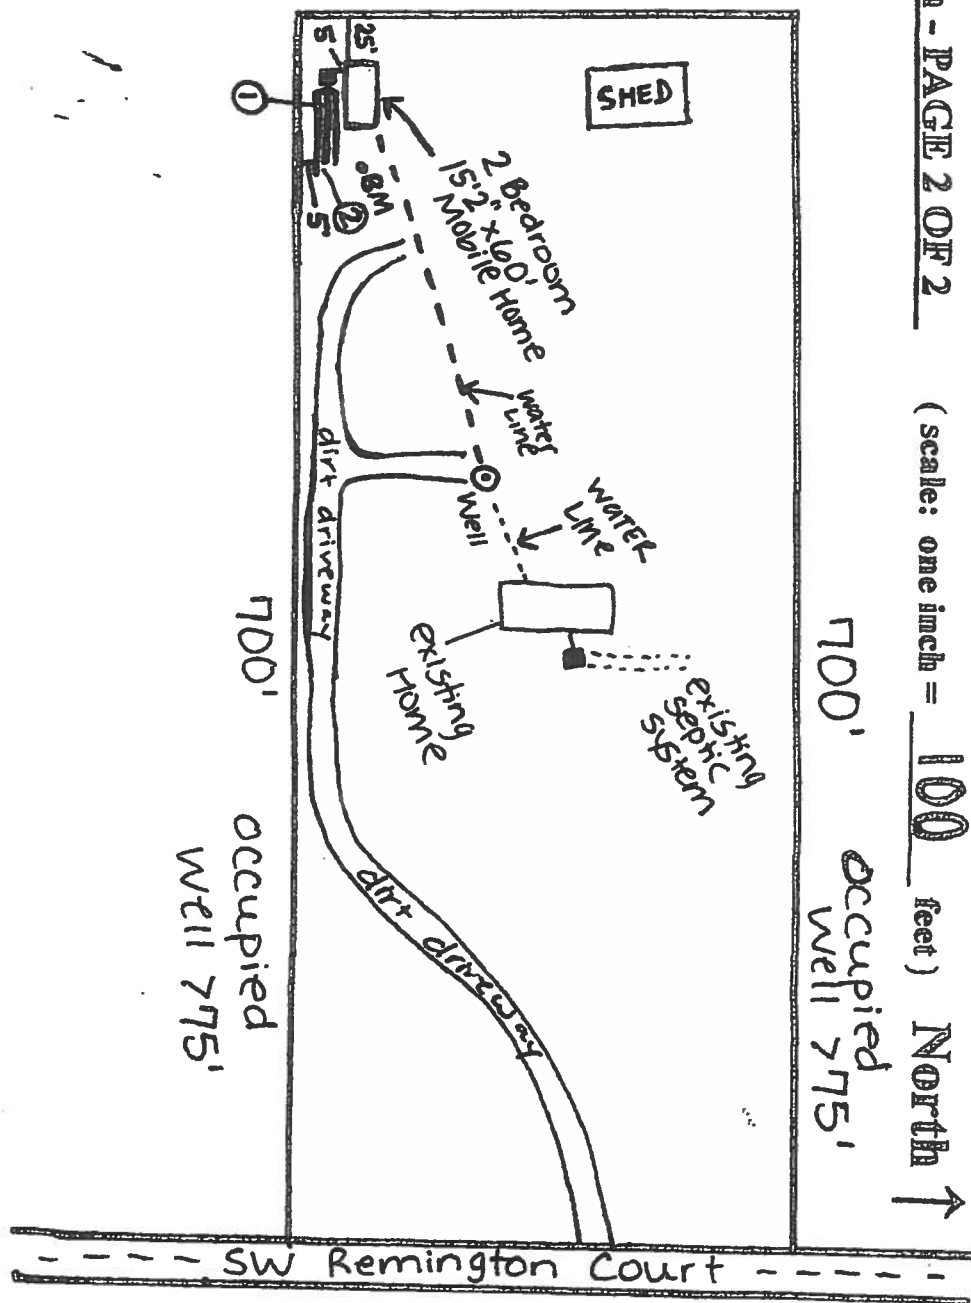 - PAGE 2 OF 2 (scale: one inch = 100 feet) North ↑
SHED
25'
5'
①
②
5'
.BM
2 Bedroom
15'2" x 60'
Mobile Home
water
Line
Well
WATER
LINE
existing
Home
existing
septic
system
dirt driveway
dirt driveway
700'
700'
occupied
well >75'
occupied
well >75'
SW Remington Court